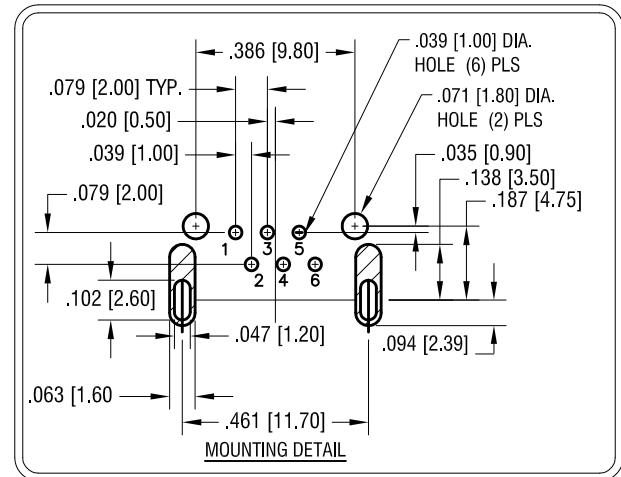 .386 [9.80]
.039 [1.00] DIA.
HOLE (6) PLS
.079 [2.00] TYP.
.071 [1.80] DIA.
HOLE (2) PLS
.020 [0.50]
.039 [1.00]
.035 [0.90]
.138 [3.50]
.079 [2.00]
.187 [4.75]
1 3 5
2 4 6
.102 [2.60]
.047 [1.20]
.094 [2.39]
.063 [1.60
.461 [11.70]
MOUNTING DETAIL